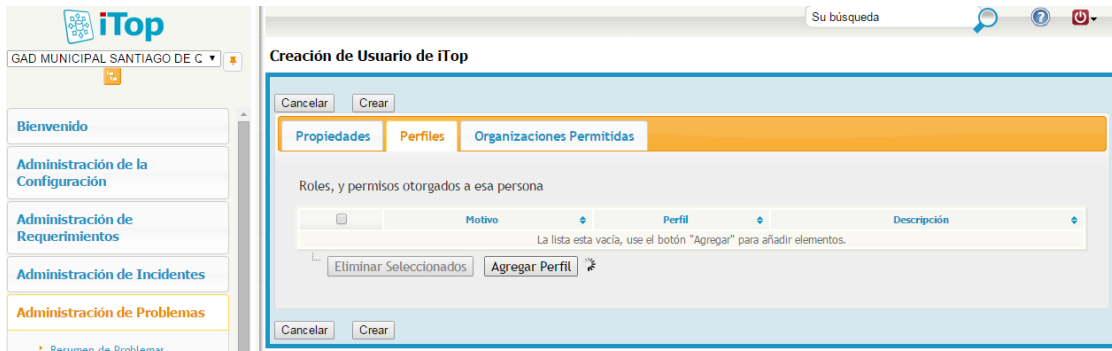 iTop
Su búsqueda
GAD MUNICIPAL SANTIAGO DE Q
Creación de Usuario de iTop
Cancelar Crear
Bienvenido
Propiedades Perfiles Organizaciones Permitidas
Administración de la
Configuración
Roles, y permisos otorgados a esa persona
Administración de
Requerimientos
Motivo Perfil Descripción
La lista esta vacía, use el botón "Agregar" para añadir elementos.
Eliminar Seleccionados Agregar Perfil
Administración de Incidentes
Administración de Problemas
Cancelar Crear
Resumen de Problemas